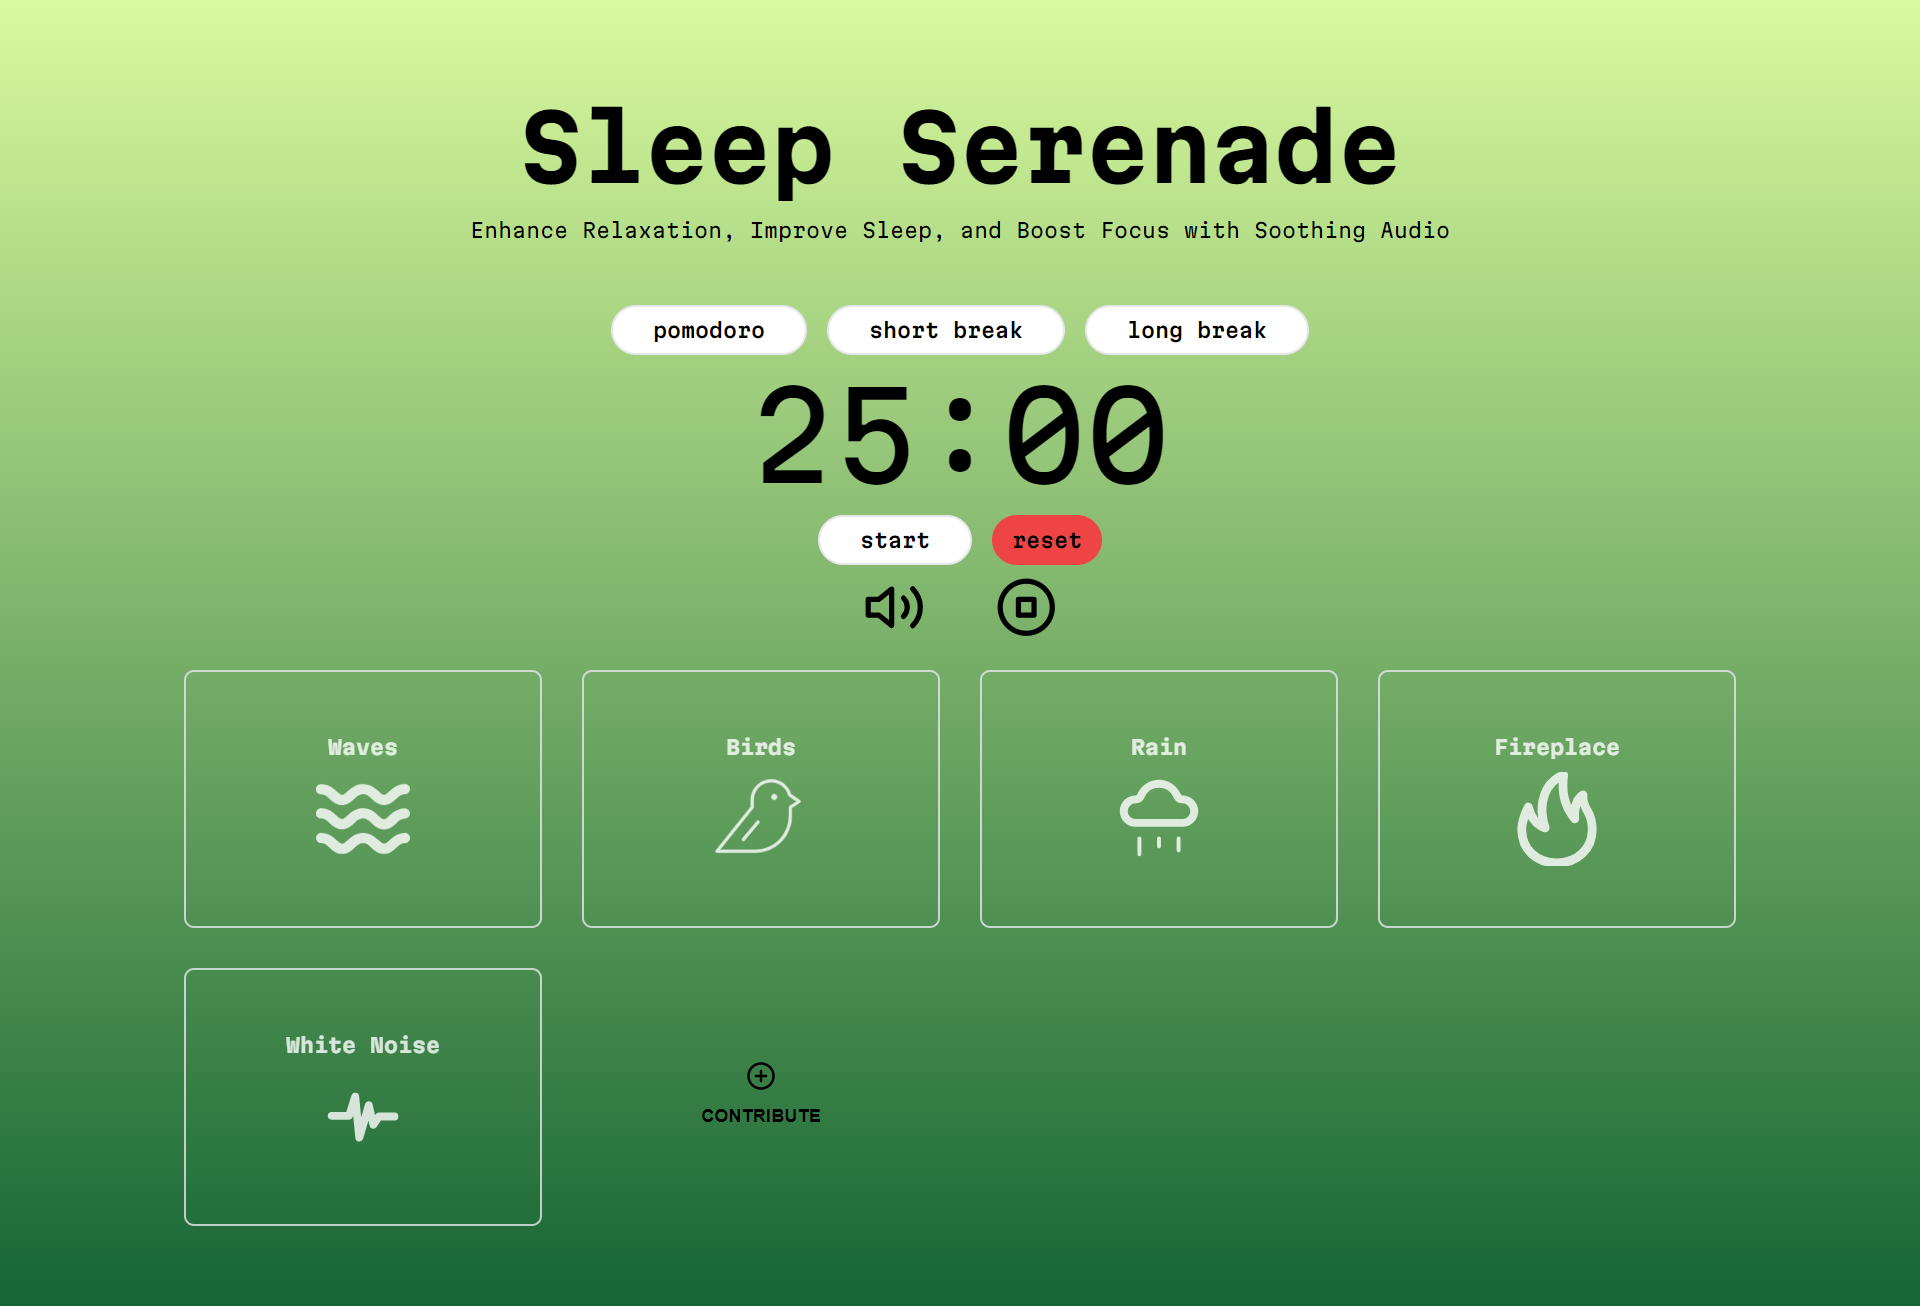 Sleep Serenade
Enhance Relaxation, Improve Sleep, and Boost Focus with Soothing Audio
pomodoro short break long break
25:00
start reset
Waves Birds Rain Fireplace
White Noise
CONTRIBUTE